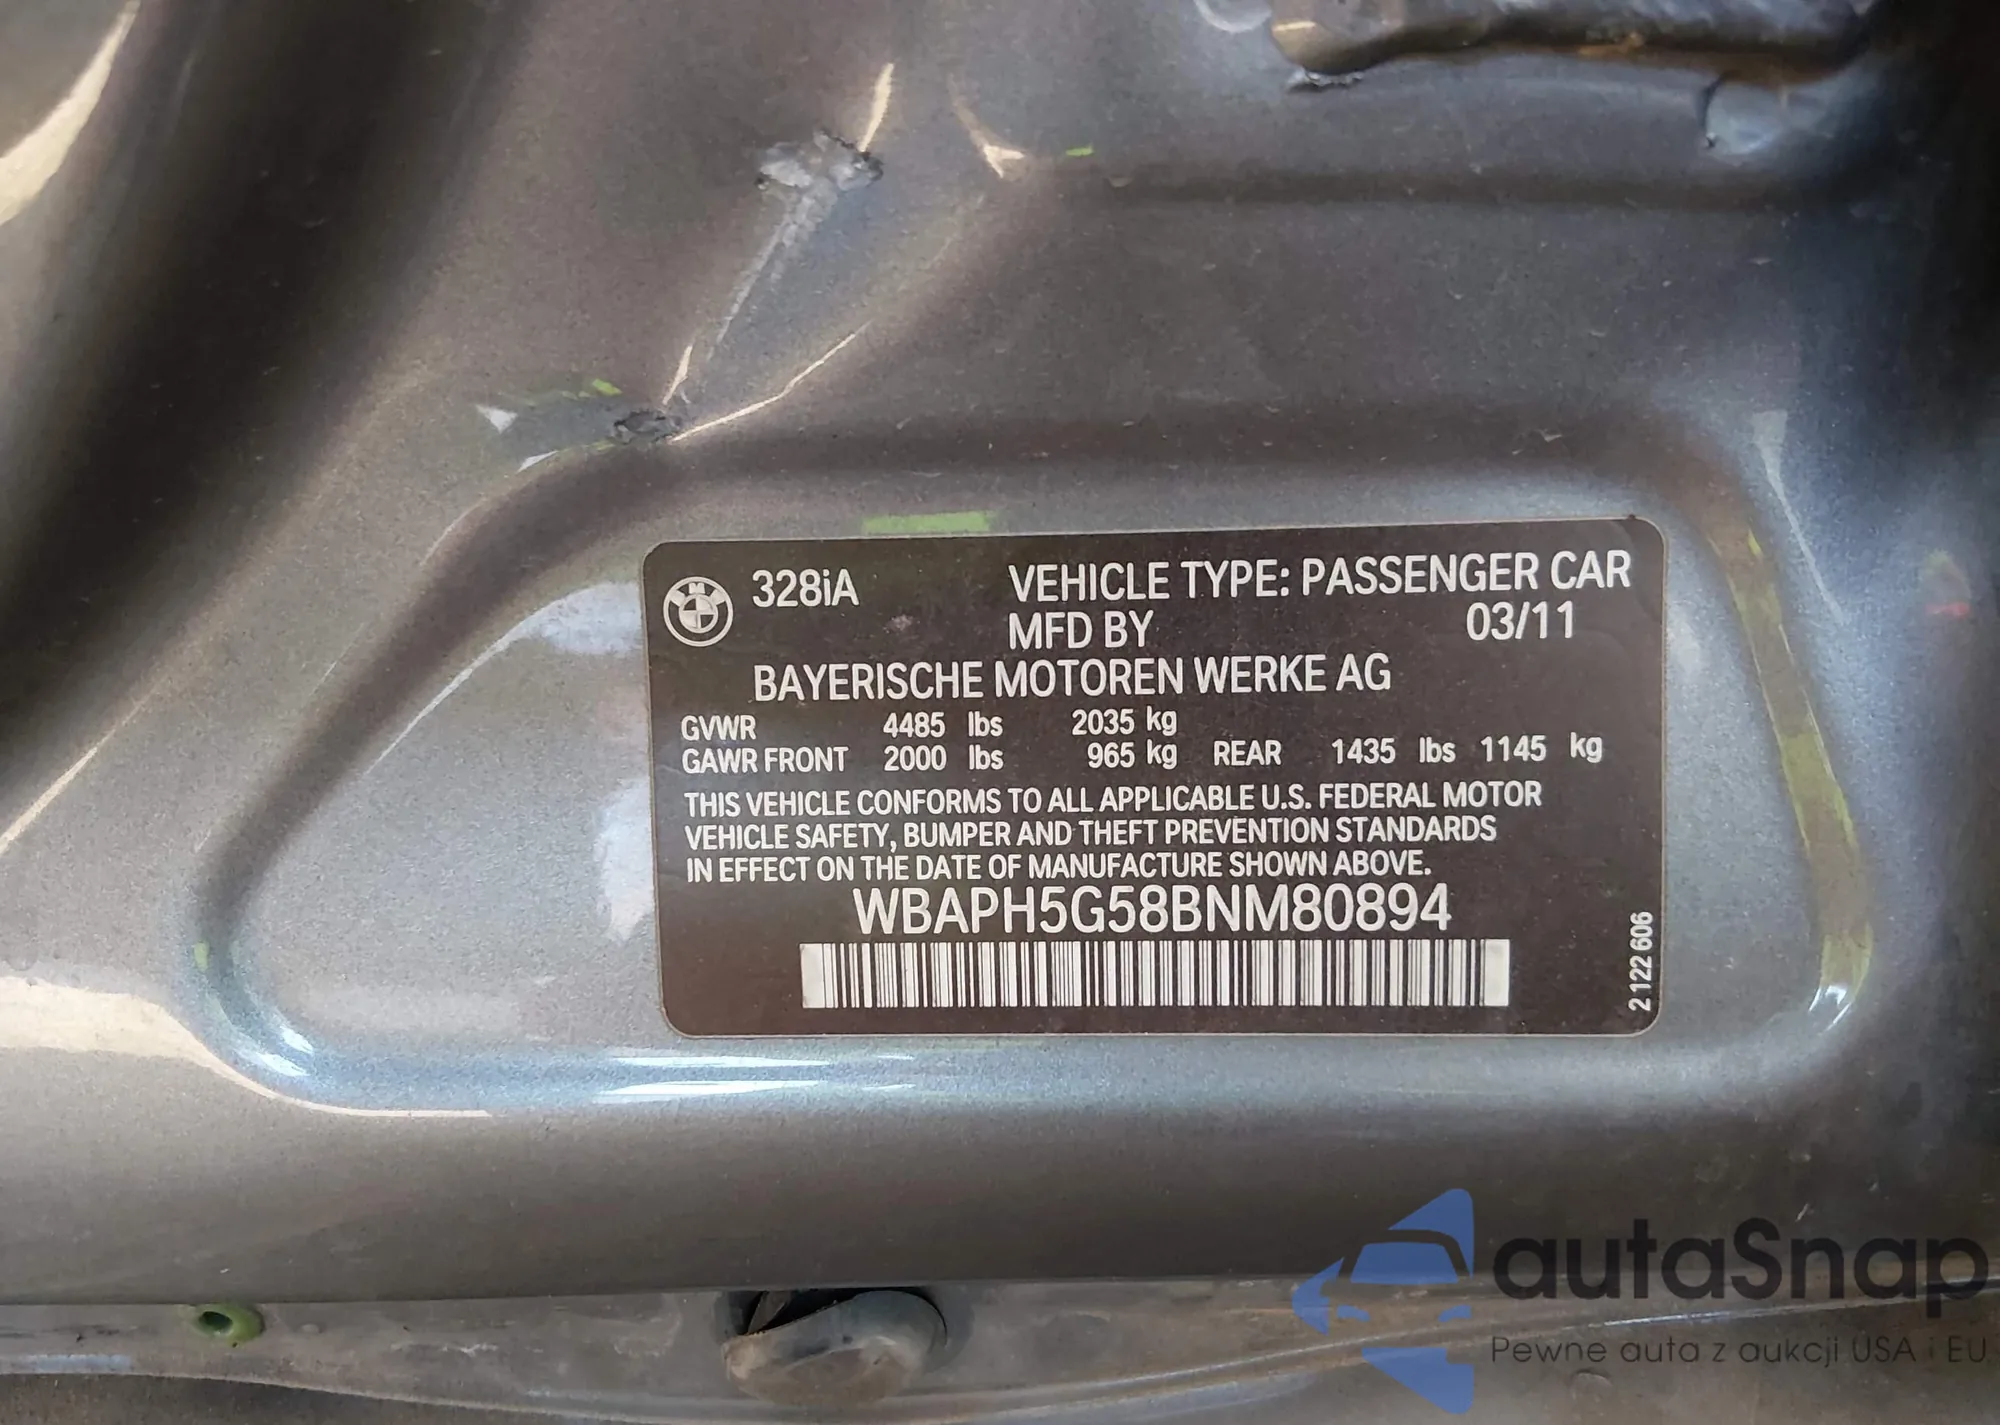 328iA VEHICLE TYPE: PASSENGER CAR
MFD BY 03/11
BAYERISCHE MOTOREN WERKE AG
GVWR 4485 lbs 2035 kg
GAWR FRONT 2000 lbs 965 kg REAR 1435 lbs 1145 kg
THIS VEHICLE CONFORMS TO ALL APPLICABLE U.S. FEDERAL MOTOR
VEHICLE SAFETY, BUMPER AND THEFT PREVENTION STANDARDS
IN EFFECT ON THE DATE OF MANUFACTURE SHOWN ABOVE.
WBAPH5G58BNM80894
2122606
autaSnap
Pewne auta z aukcji USA i EU